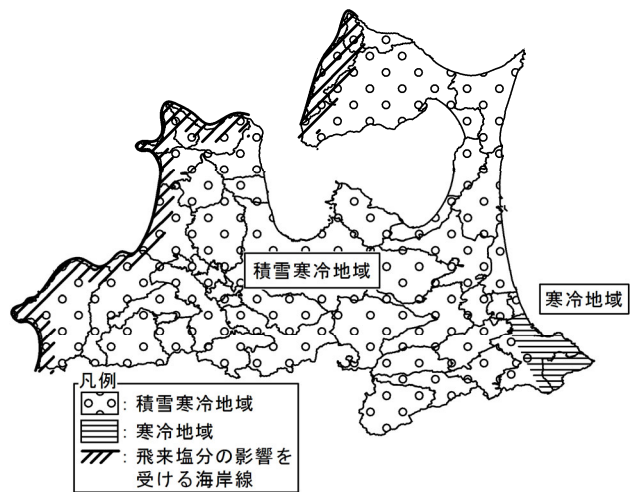 積雪寒冷地域
寒冷地域
凡例
：積雪寒冷地域
：寒冷地域
：飛来塩分の影響を
受ける海岸線